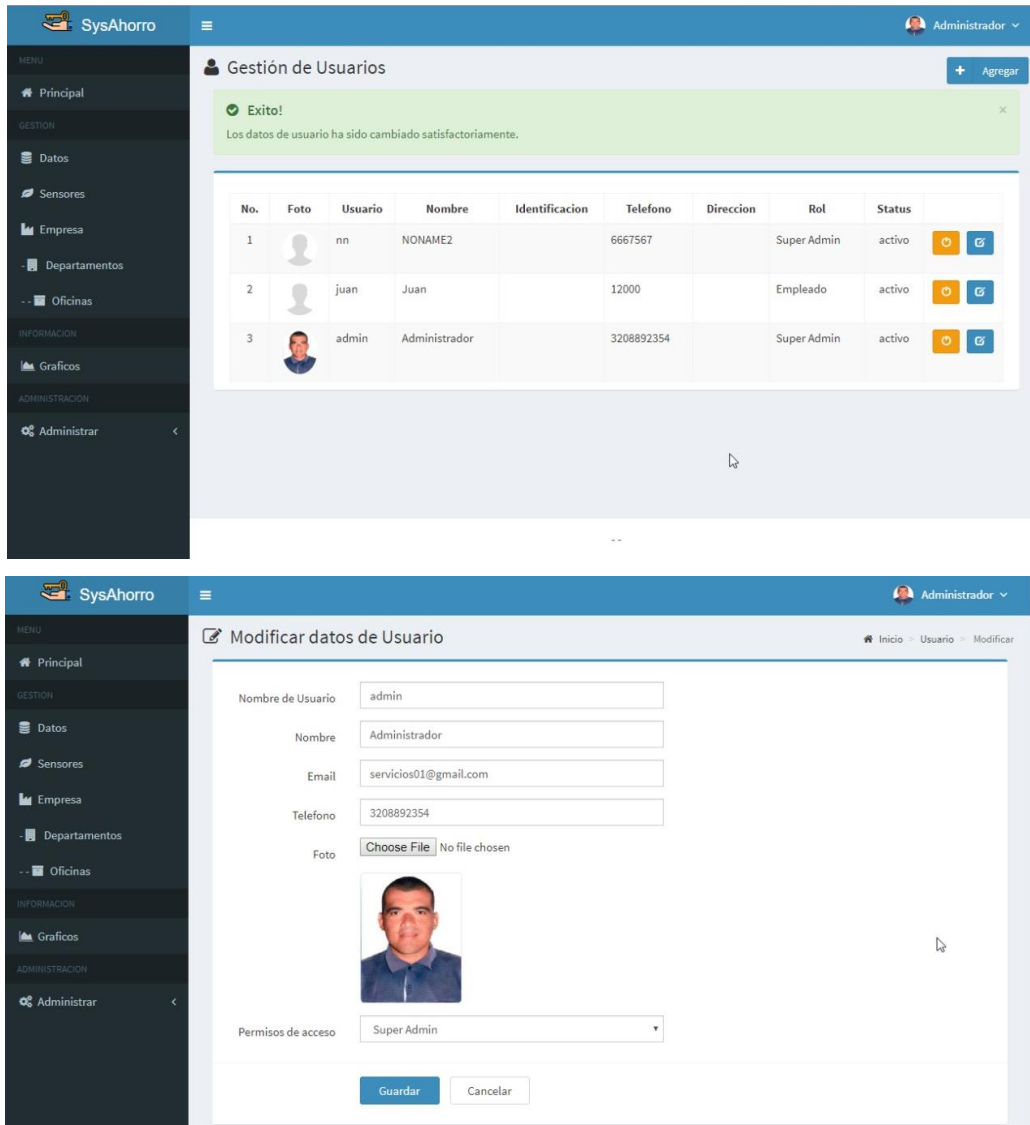 SysAhorro
Administrador
MENU
Principal
GESTION
Datos
Sensores
Empresa
- Departamentos
- - Oficinas
INFORMACION
Graficos
ADMINISTRACION
Administrar
Gestión de Usuarios
+ Agregar
Exito!
×
Los datos de usuario ha sido cambiado satisfactoriamente.
No. Foto Usuario Nombre Identificacion Telefono Direccion Rol Status
1 nn NONAME2 6667567 Super Admin activo
2 juan Juan 12000 Empleado activo
3 admin Administrador 3208892354 Super Admin activo
- -
SysAhorro
Administrador
MENU
Principal
GESTION
Datos
Sensores
Empresa
- Departamentos
- - Oficinas
INFORMACION
Graficos
ADMINISTRACION
Administrar
Modificar datos de Usuario
Inicio > Usuario > Modificar
Nombre de Usuario admin
Nombre Administrador
Email servicios01@gmail.com
Telefono 3208892354
Foto Choose File No file chosen
Permisos de acceso Super Admin
Guardar Cancelar